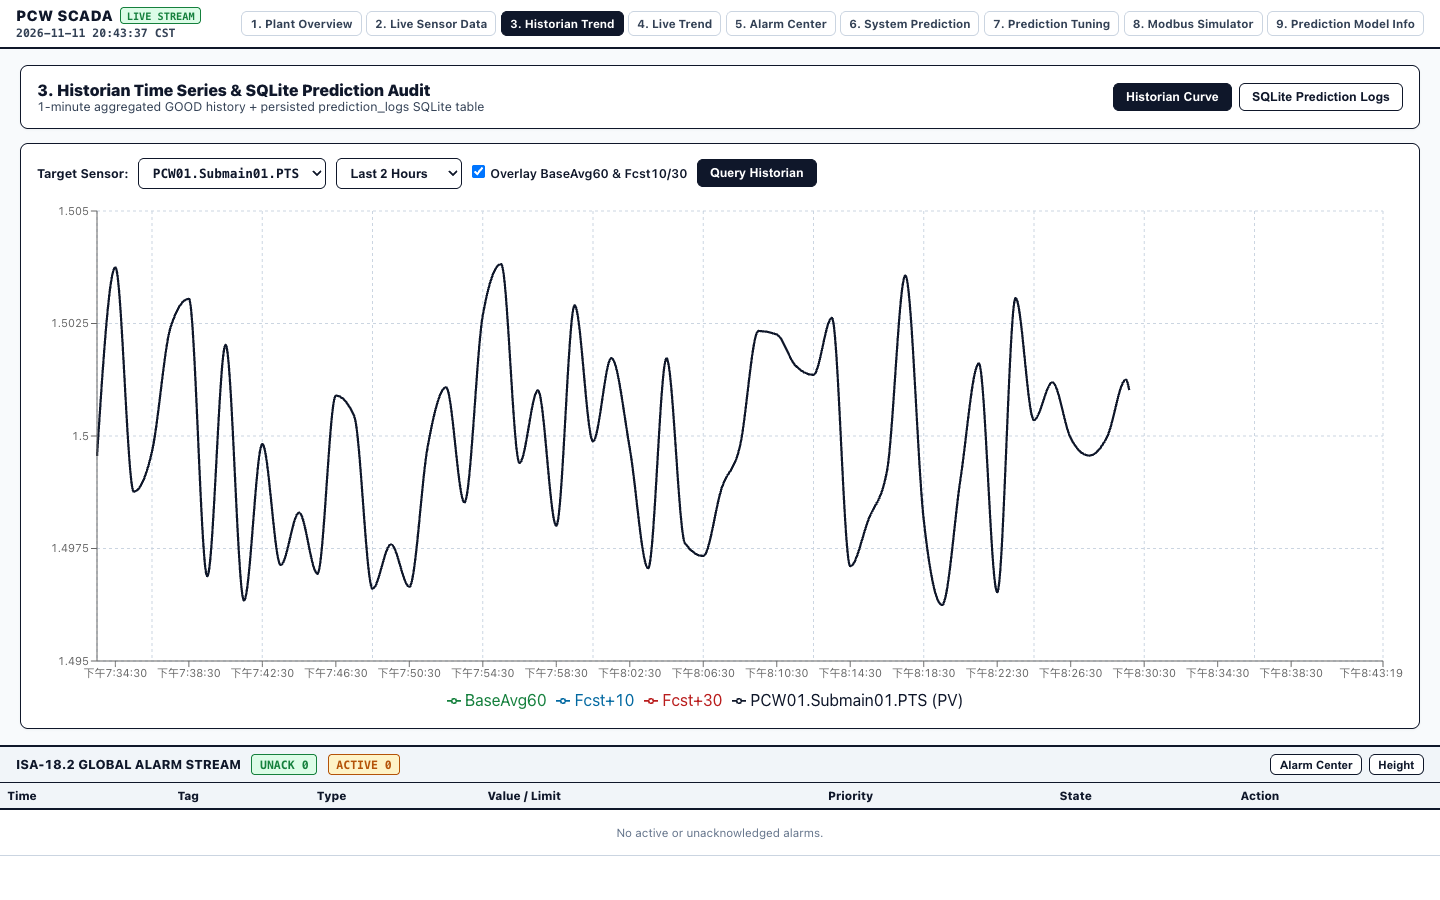 PCW SCADA LIVE STREAM
2026-11-11 20:43:37 CST
1. Plant Overview
2. Live Sensor Data
3. Historian Trend
4. Live Trend
5. Alarm Center
6. System Prediction
7. Prediction Tuning
8. Modbus Simulator
9. Prediction Model Info
3. Historian Time Series & SQLite Prediction Audit
1-minute aggregated GOOD history + persisted prediction_logs SQLite table
Historian Curve
SQLite Prediction Logs
Target Sensor: PCW01.Submain01.PTS Last 2 Hours Overlay BaseAvg60 & Fcst10/30 Query Historian
1.505
1.5025
1.5
1.4975
1.495
下午7:34:30 下午7:38:30 下午7:42:30 下午7:46:30 下午7:50:30 下午7:54:30 下午7:58:30 下午8:02:30 下午8:06:30 下午8:10:30 下午8:14:30 下午8:18:30 下午8:22:30 下午8:26:30 下午8:30:30 下午8:34:30 下午8:38:30 下午8:43:19
BaseAvg60 Fcst+10 Fcst+30 PCW01.Submain01.PTS (PV)
ISA-18.2 GLOBAL ALARM STREAM UNACK 0 ACTIVE 0 Alarm Center Height
Time Tag Type Value / Limit Priority State Action
No active or unacknowledged alarms.